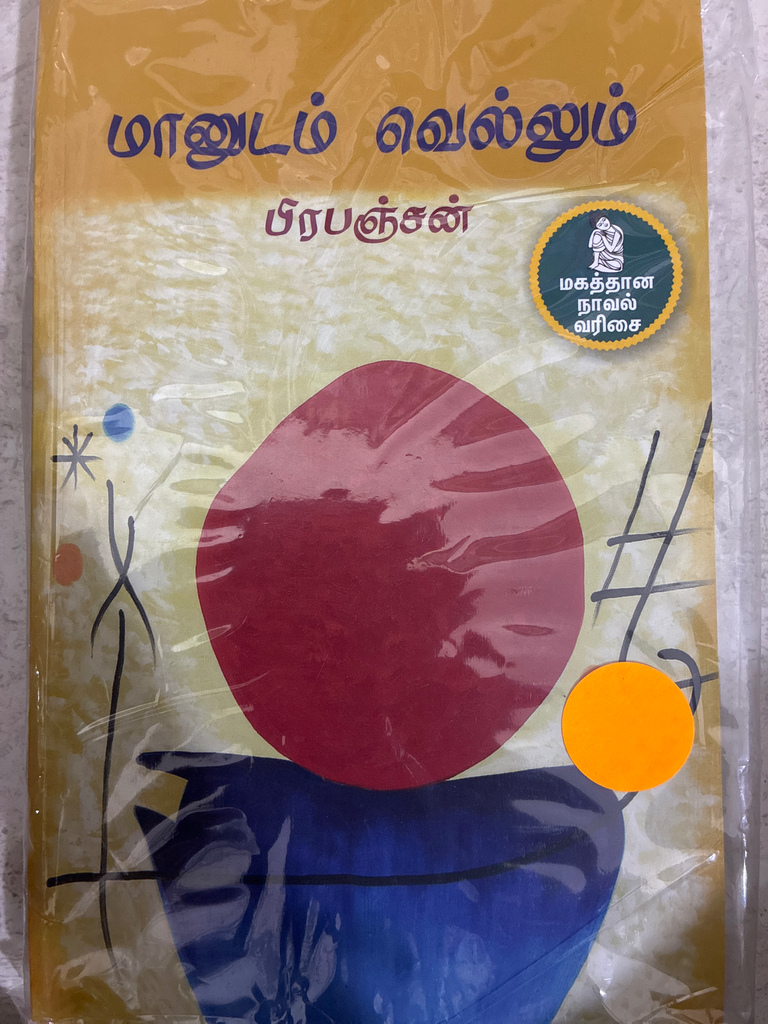 மானுடம் வெல்லும்
பிரபஞ்சன்
மகத்தான
நாவல்
வரிசை